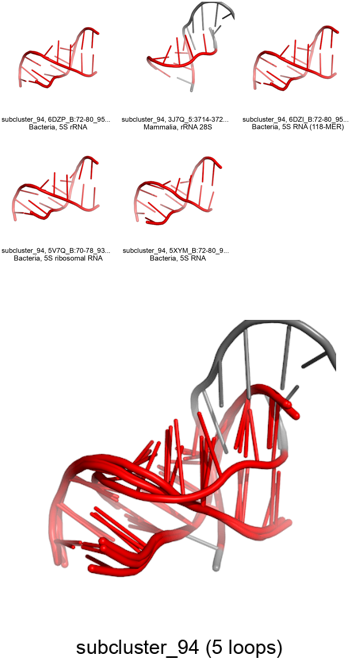 subcluster_94, 6DZP_B:72-80_95...
Bacteria, 5S rRNA
subcluster_94, 3J7Q_5:3714-372...
Mammalia, rRNA 28S
subcluster_94, 6DZI_B:72-80_95...
Bacteria, 5S RNA (118-MER)
subcluster_94, 5V7Q_B:70-78_93...
Bacteria, 5S ribosomal RNA
subcluster_94, 5XYM_B:72-80_9...
Bacteria, 5S RNA
subcluster_94 (5 loops)